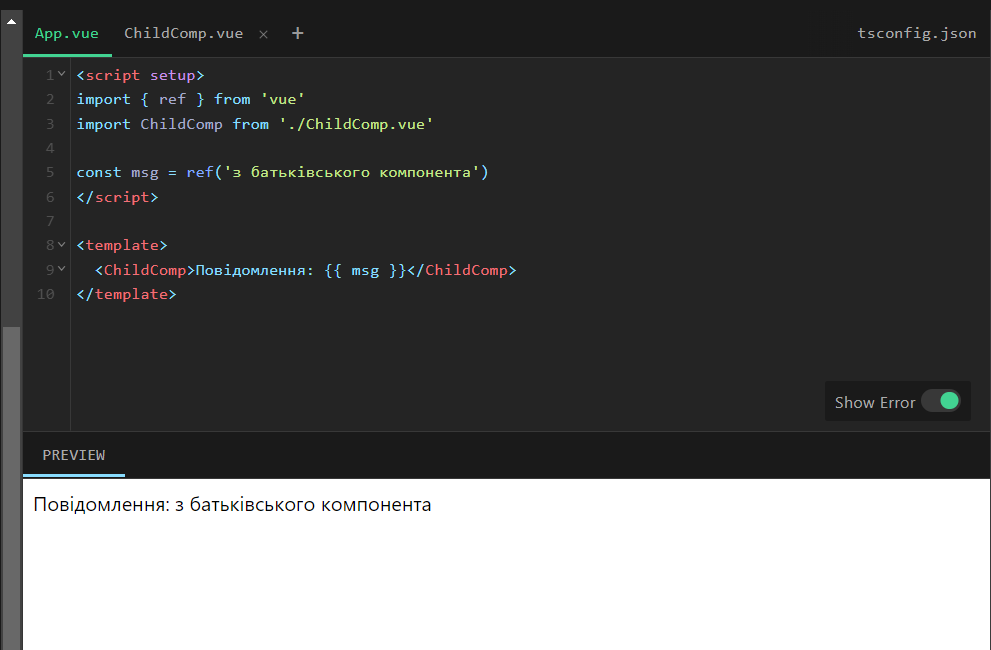 App.vue ChildComp.vue × + tsconfig.json
1 <script setup>
2 import { ref } from 'vue'
3 import ChildComp from './ChildComp.vue'
4
5 const msg = ref('з батьківського компонента')
6 </script>
7
8 <template>
9   <ChildComp>Повідомлення: {{ msg }}</ChildComp>
10 </template>
Show Error
PREVIEW
Повідомлення: з батьківського компонента